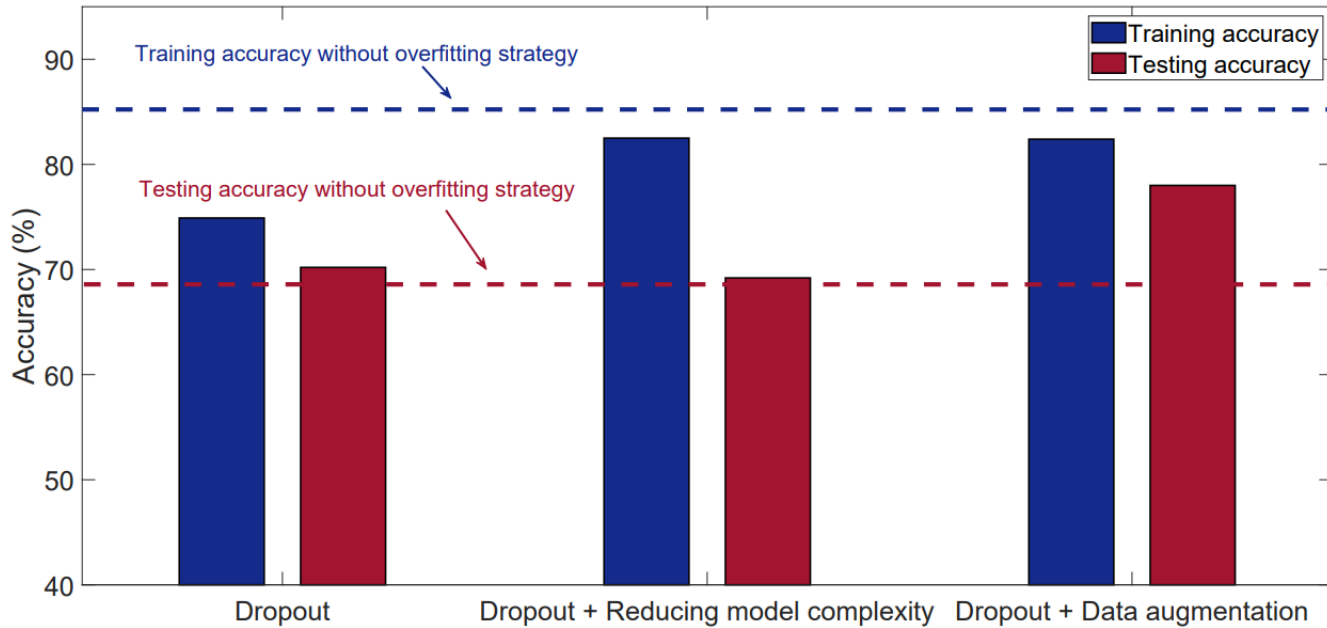 Training accuracy
Testing accuracy
Training accuracy without overfitting strategy
Testing accuracy without overfitting strategy
Accuracy (%)
90
80
70
60
50
40
Dropout
Dropout + Reducing model complexity
Dropout + Data augmentation